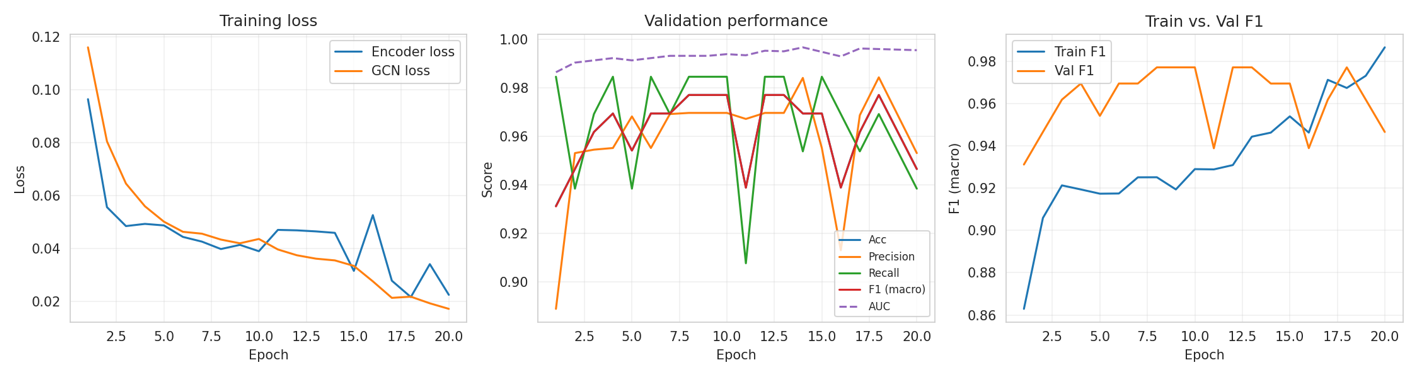 Training loss
Encoder loss
GCN loss
0.12
0.10
0.08
0.06
0.04
0.02
Loss
2.5 5.0 7.5 10.0 12.5 15.0 17.5 20.0
Epoch
Validation performance
1.00
0.98
0.96
0.94
0.92
0.90
Score
Acc
Precision
Recall
F1 (macro)
AUC
2.5 5.0 7.5 10.0 12.5 15.0 17.5 20.0
Epoch
Train vs. Val F1
Train F1
Val F1
0.98
0.96
0.94
0.92
0.90
0.88
0.86
F1 (macro)
2.5 5.0 7.5 10.0 12.5 15.0 17.5 20.0
Epoch